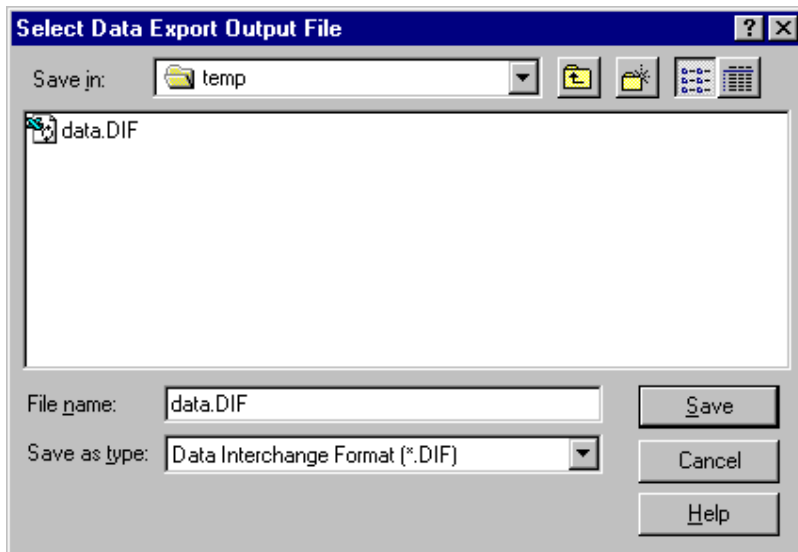 Select Data Export Output File
Save in: temp
data.DIF
File name: data.DIF Save
Save as type: Data Interchange Format (*.DIF) Cancel
Help